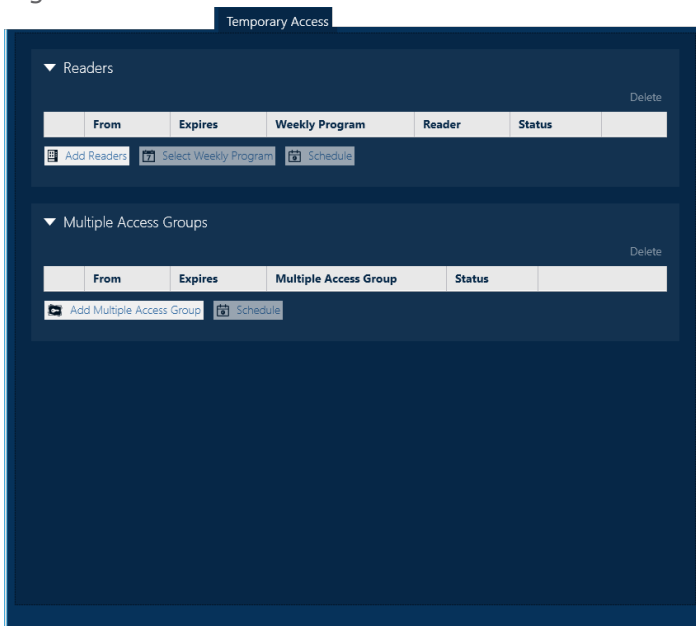 Temporary Access
Readers
Delete
From Expires Weekly Program Reader Status
Add Readers 7 Select Weekly Program Schedule
Multiple Access Groups
Delete
From Expires Multiple Access Group Status
Add Multiple Access Group Schedule